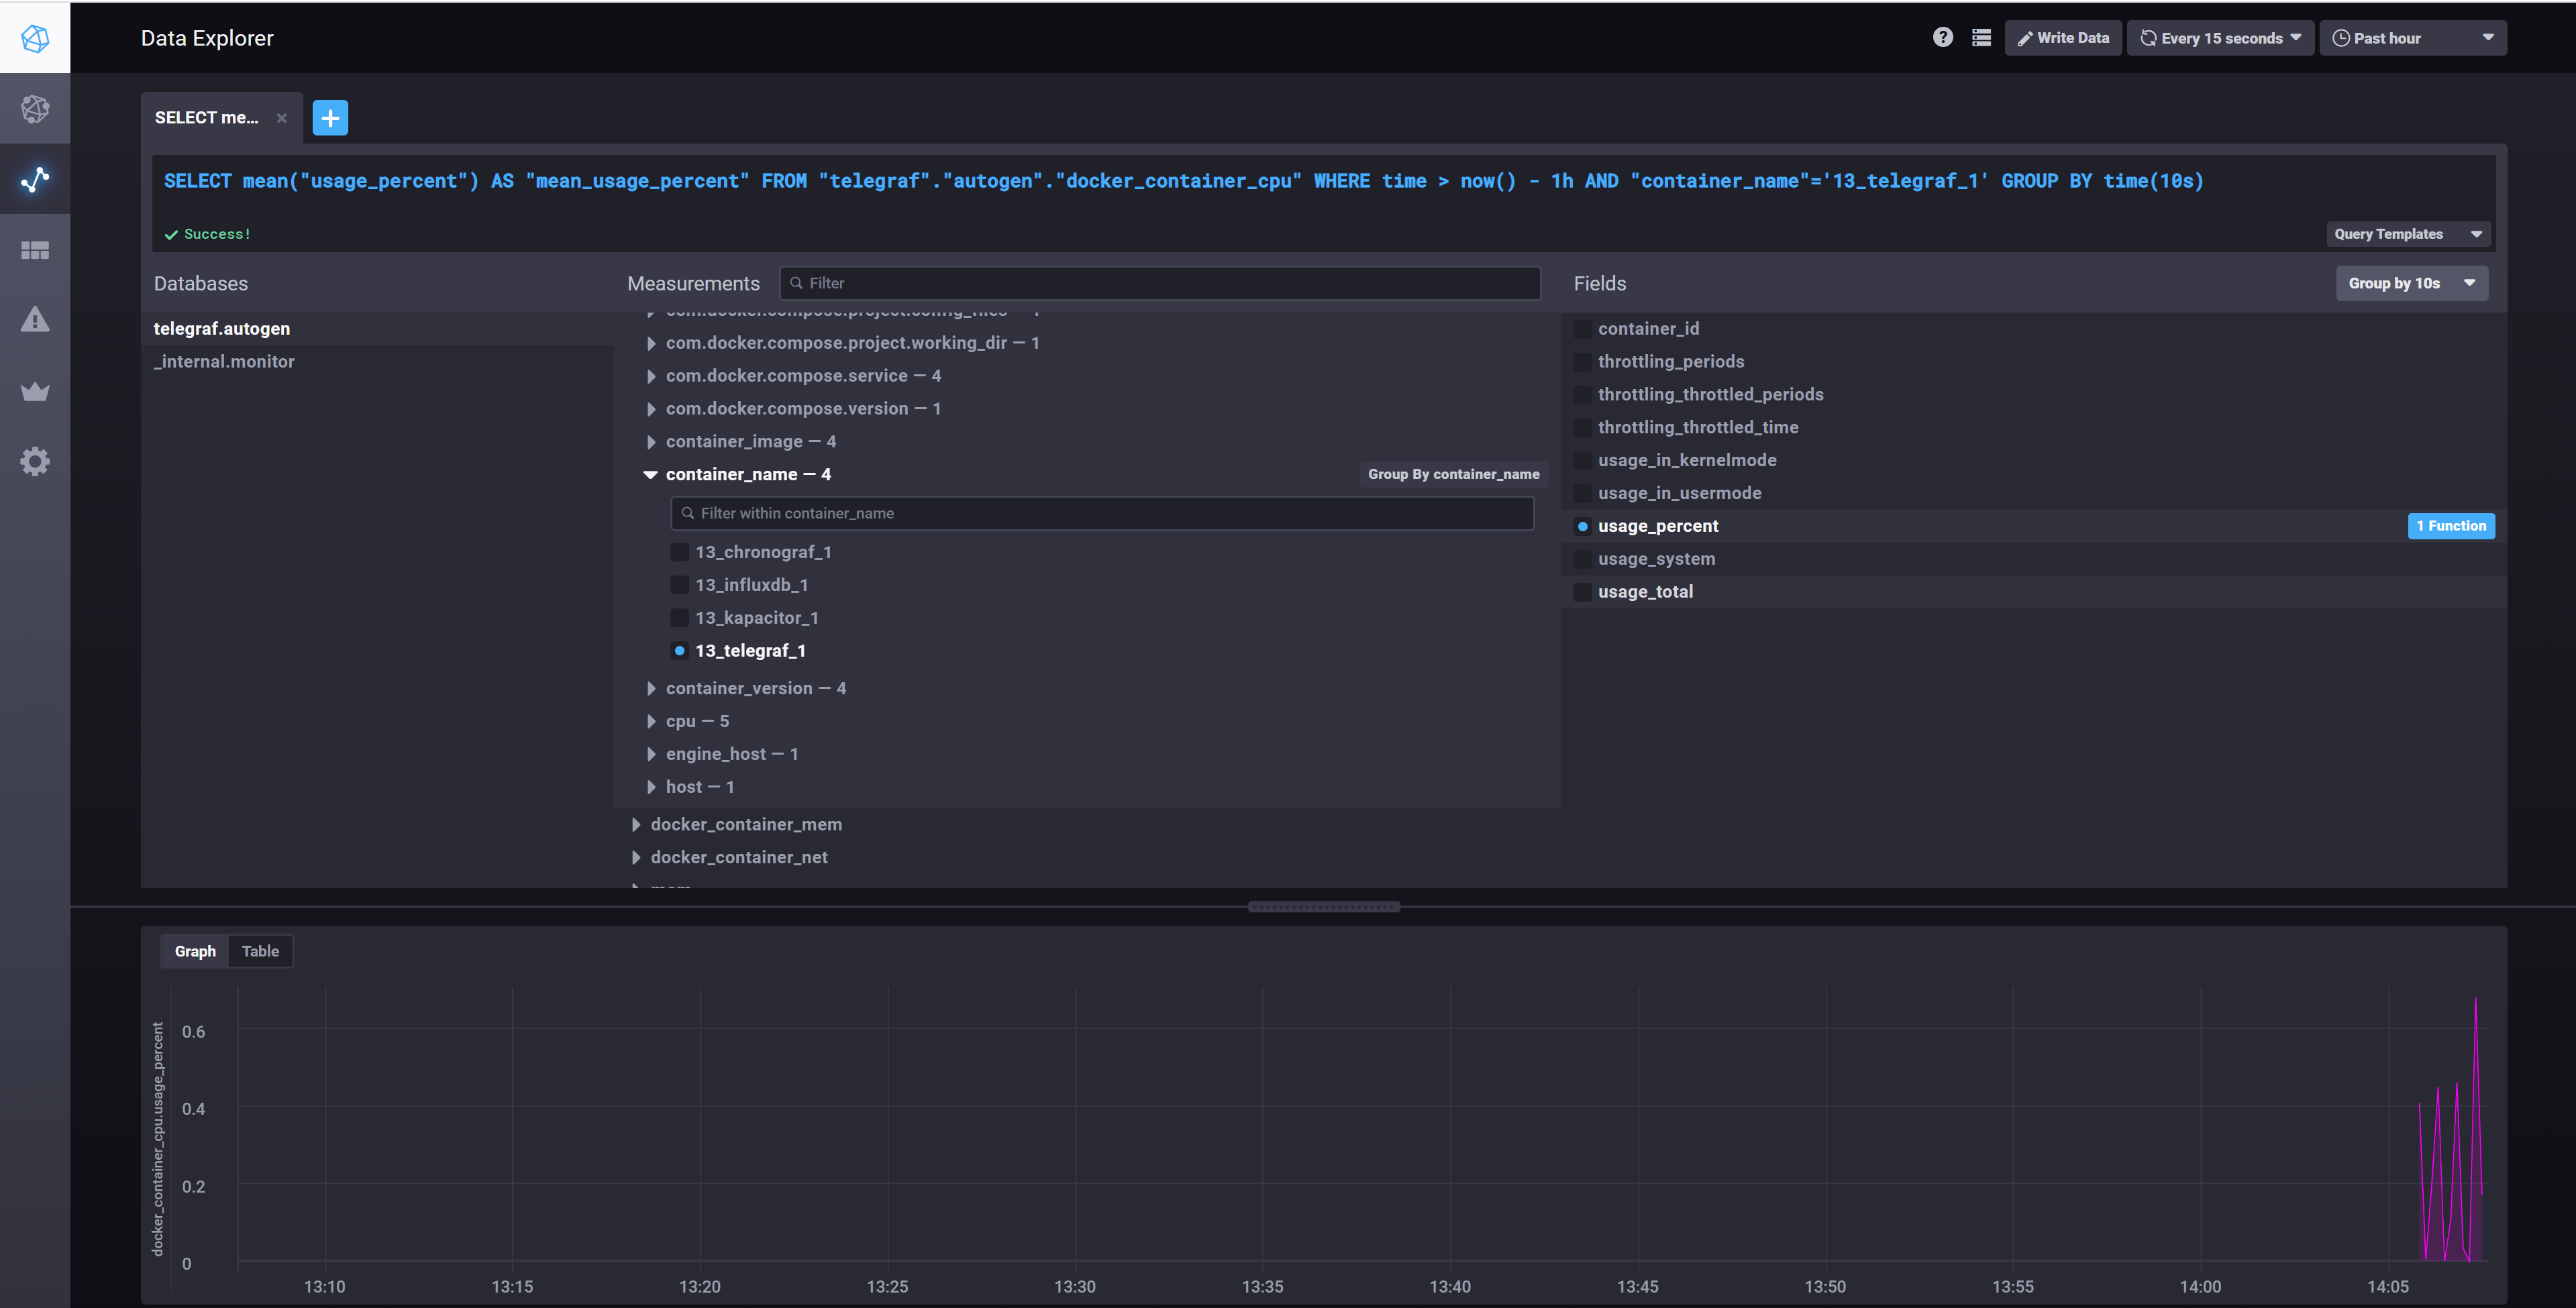 Data Explorer
Write Data
Every 15 seconds
Past hour
SELECT me...
SELECT mean("usage_percent") AS "mean_usage_percent" FROM "telegraf"."autogen"."docker_container_cpu" WHERE time > now() - 1h AND "container_name"='13_telegraf_1' GROUP BY time(10s)
Success!
Query Templates
Databases
telegraf.autogen
_internal.monitor
Measurements
Filter
com.docker.compose.project.config_files — 1
com.docker.compose.project.working_dir — 1
com.docker.compose.service — 4
com.docker.compose.version — 1
container_image — 4
container_name — 4
Group By container_name
Filter within container_name
13_chronograf_1
13_influxdb_1
13_kapacitor_1
13_telegraf_1
container_version — 4
cpu — 5
engine_host — 1
host — 1
docker_container_mem
docker_container_net
Fields
Group by 10s
container_id
throttling_periods
throttling_throttled_periods
throttling_throttled_time
usage_in_kernelmode
usage_in_usermode
usage_percent
1 Function
usage_system
usage_total
Graph
Table
docker_container_cpu.usage_percent
0.6
0.4
0.2
0
13:10
13:15
13:20
13:25
13:30
13:35
13:40
13:45
13:50
13:55
14:00
14:05